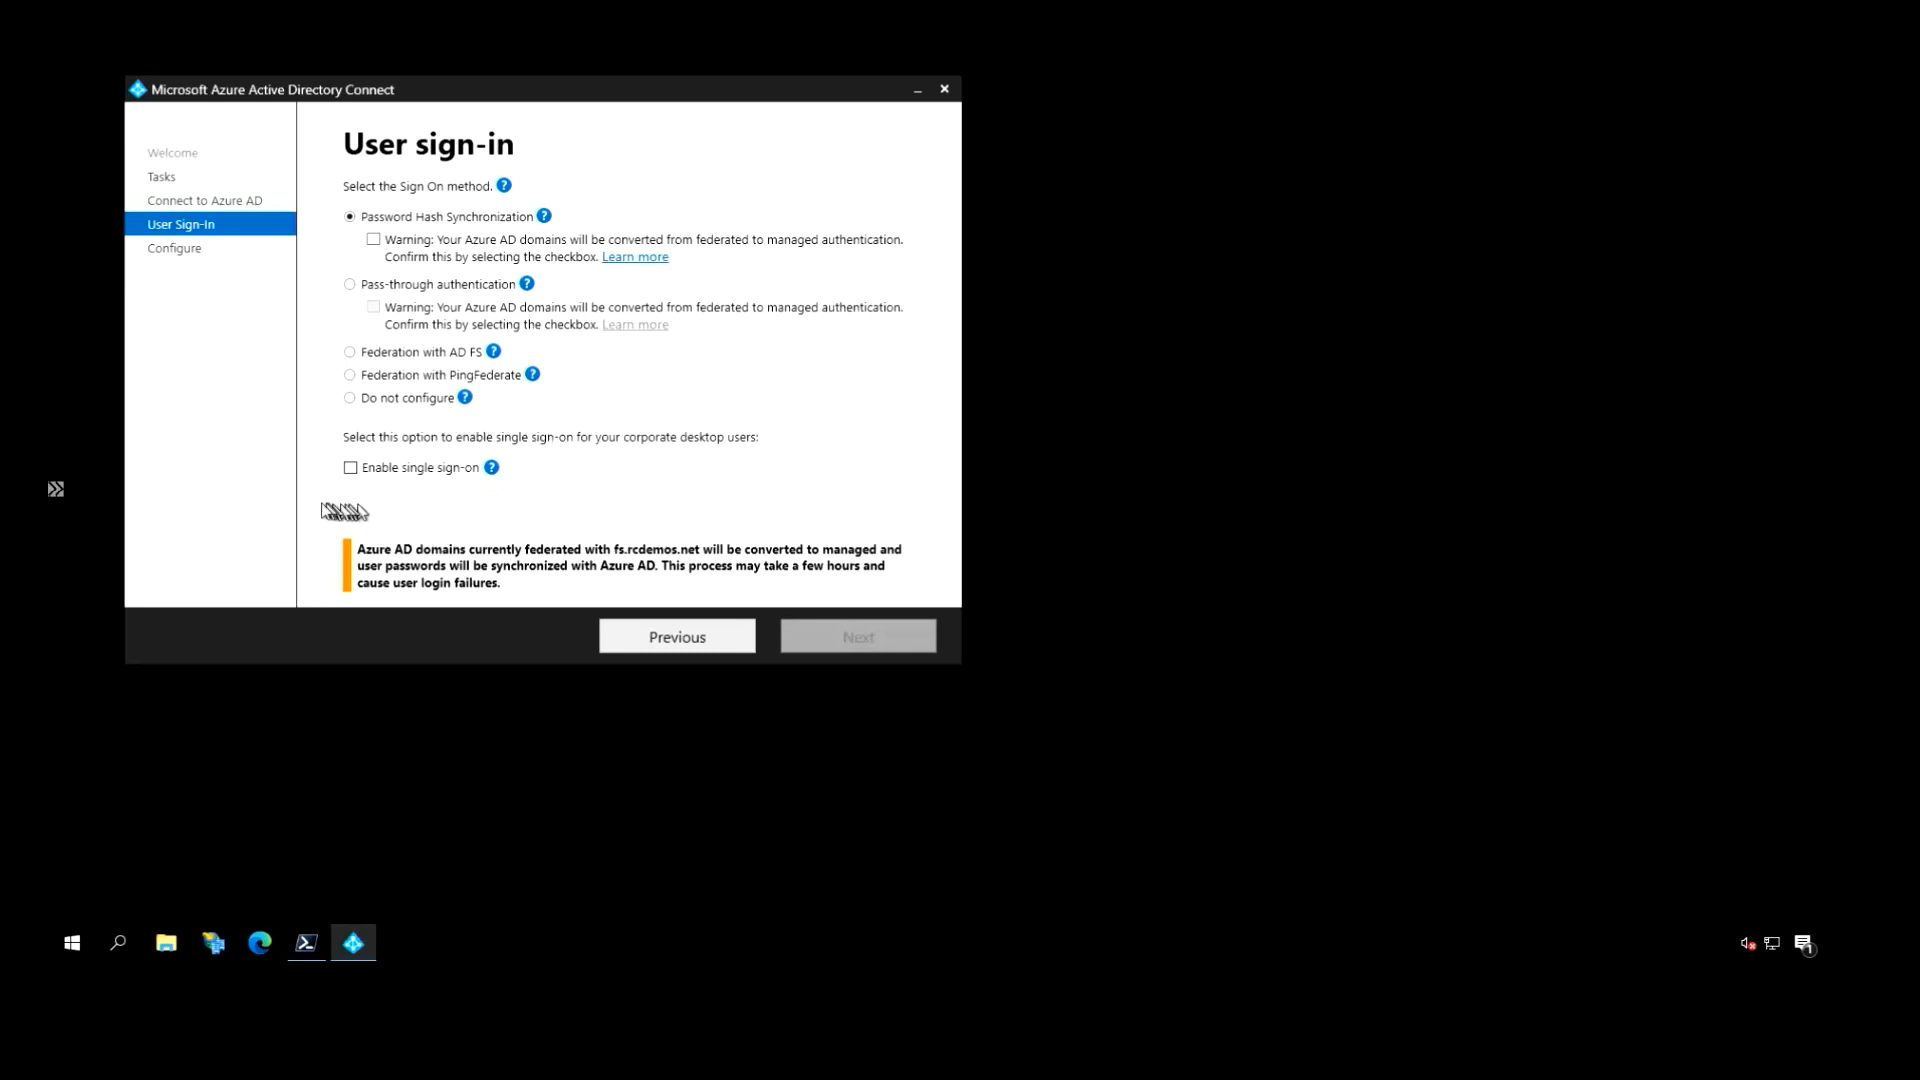 Microsoft Azure Active Directory Connect
Welcome
Tasks
Connect to Azure AD
User Sign-In
Configure
User sign-in
Select the Sign On method. ?
Password Hash Synchronization ?
Warning: Your Azure AD domains will be converted from federated to managed authentication.
Confirm this by selecting the checkbox. Learn more
Pass-through authentication ?
Warning: Your Azure AD domains will be converted from federated to managed authentication.
Confirm this by selecting the checkbox. Learn more
Federation with AD FS ?
Federation with PingFederate ?
Do not configure ?
Select this option to enable single sign-on for your corporate desktop users:
Enable single sign-on ?
Azure AD domains currently federated with fs.rcdemos.net will be converted to managed and
user passwords will be synchronized with Azure AD. This process may take a few hours and
cause user login failures.
Previous
Next
1